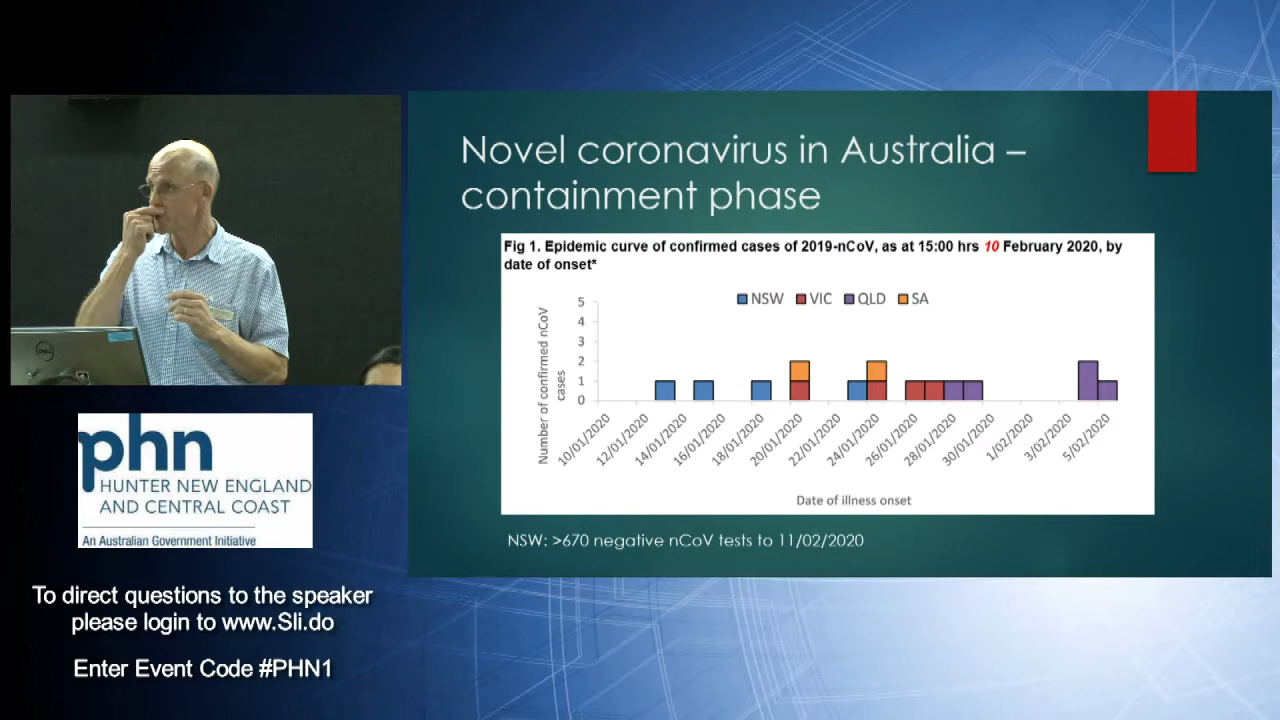 Novel coronavirus in Australia –
containment phase
Fig 1. Epidemic curve of confirmed cases of 2019-nCoV, as at 15:00 hrs 10 February 2020, by
date of onset*
NSW VIC QLD SA
Number of confirmed nCoV
cases
5
4
3
2
1
0
10/01/2020
12/01/2020
14/01/2020
16/01/2020
18/01/2020
20/01/2020
22/01/2020
24/01/2020
26/01/2020
28/01/2020
30/01/2020
1/02/2020
3/02/2020
5/02/2020
Date of illness onset
NSW: >670 negative nCoV tests to 11/02/2020
DELL
phn
HUNTER NEW ENGLAND
AND CENTRAL COAST
An Australian Government Initiative
To direct questions to the speaker
please login to www.Sli.do
Enter Event Code #PHN1